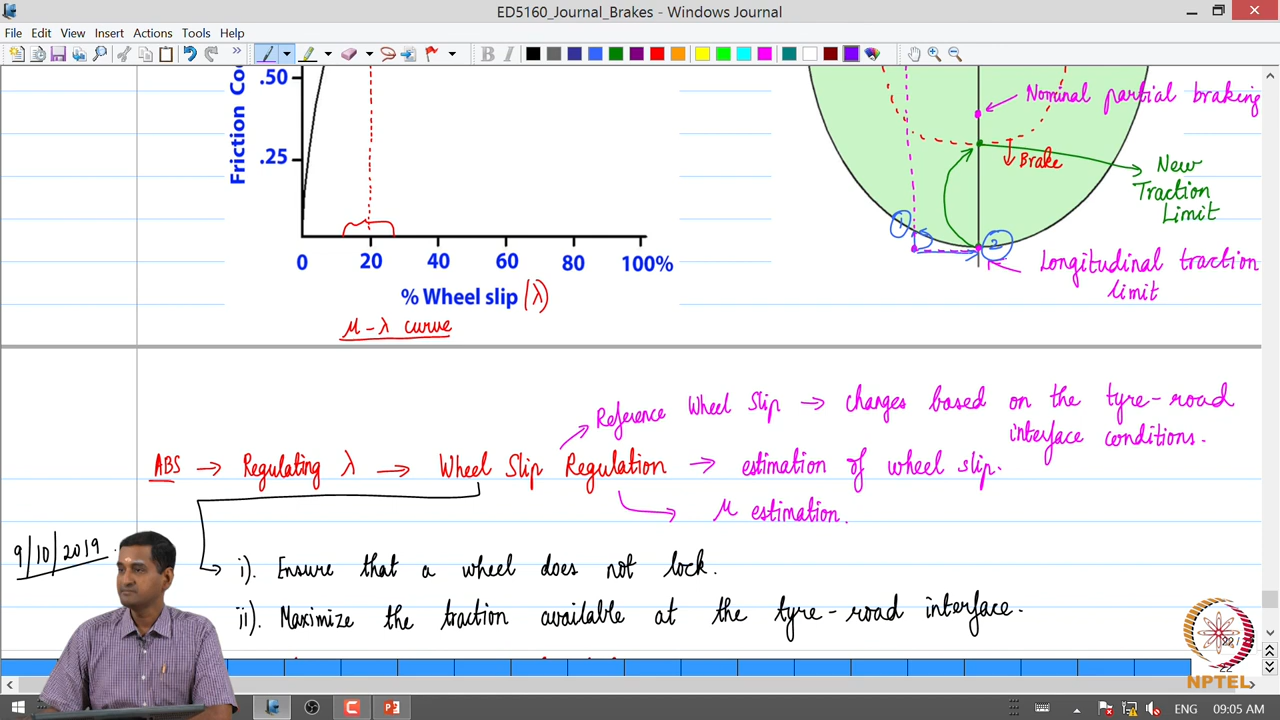 ED5160_Journal_Brakes - Windows Journal
File Edit View Insert Actions Tools Help
Friction Co
.50
.25
0 20 40 60 80 100%
% Wheel slip (λ)
μ-λ curve
Nominal partial braking
Brake
New
Traction
Limit
1
2
Longitudinal traction
limit
Reference Wheel Slip → changes based on the tyre-road
interface conditions.
ABS → Regulating λ → Wheel Slip Regulation → estimation of wheel slip.
μ estimation.
9/10/2019
i). Ensure that a wheel does not lock.
ii). Maximize the traction available at the tyre-road interface.
22 /
22
NPTEL
ENG 09:05 AM